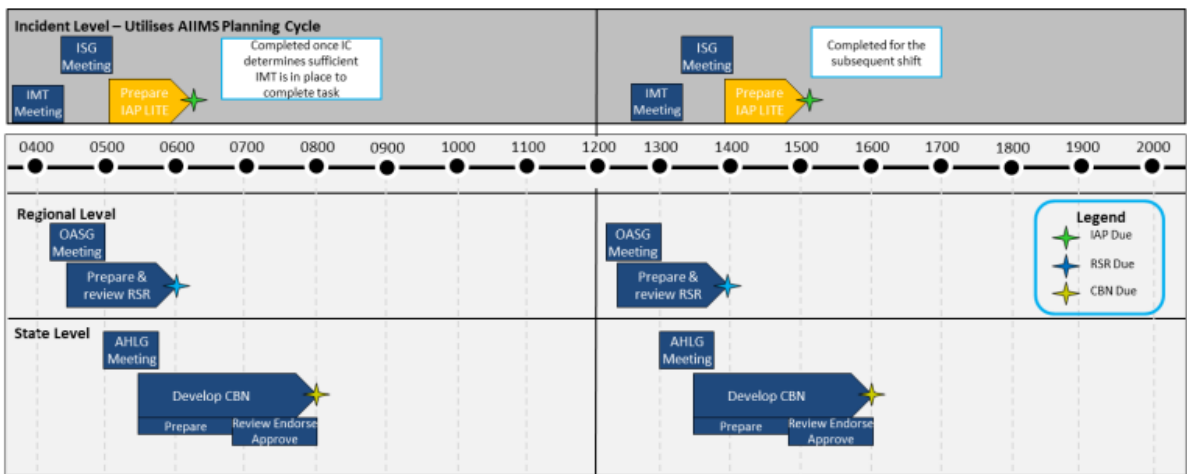 Incident Level – Utilises AIIMS Planning Cycle
ISG
Meeting
Completed once IC
determines sufficient
IMT is in place to
complete task
IMT
Meeting
Prepare
IAP LITE
ISG
Meeting
Completed for the
subsequent shift
IMT
Meeting
Prepare
IAP LITE
0400 0500 0600 0700 0800 0900 1000 1100 1200 1300 1400 1500 1600 1700 1800 1900 2000
Regional Level
OASG
Meeting
Prepare &
review RSR
OASG
Meeting
Prepare &
review RSR
Legend
IAP Due
RSR Due
CBN Due
State Level
AHLG
Meeting
Develop CBN
Prepare
Review Endorse
Approve
AHLG
Meeting
Develop CBN
Prepare
Review Endorse
Approve